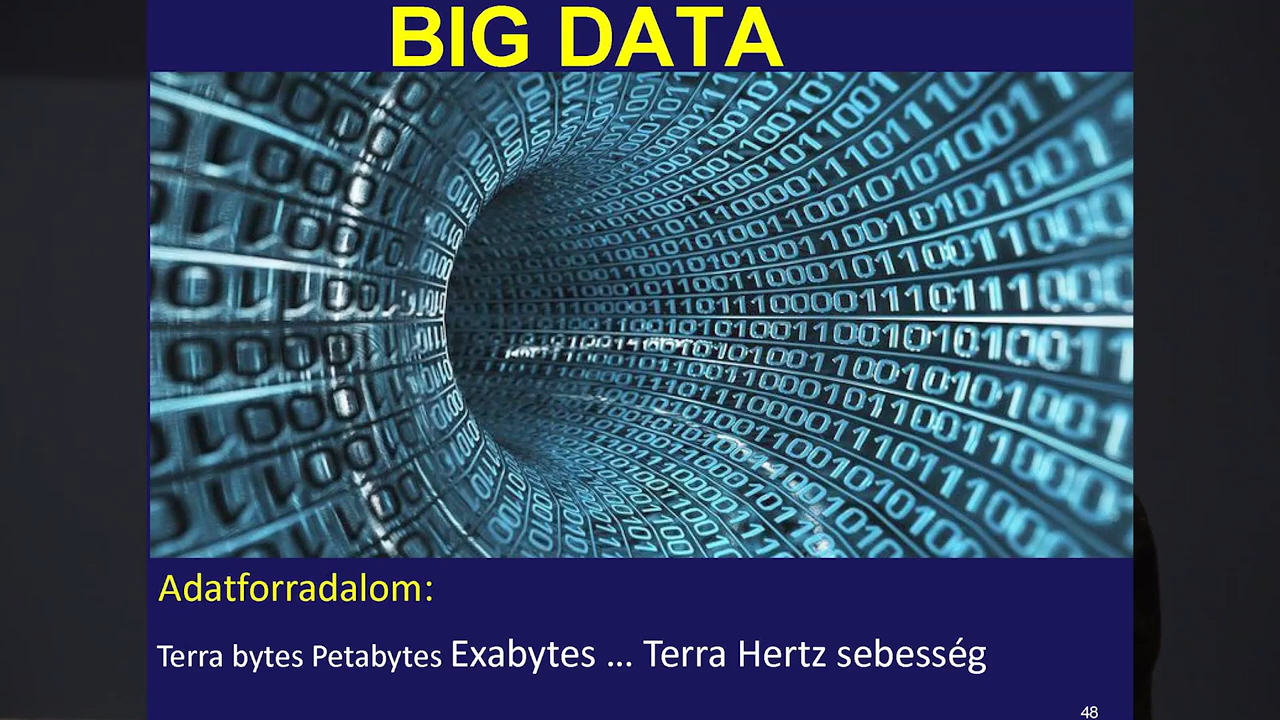 BIG DATA
Adatforradalom:
Terra bytes Petabytes Exabytes ... Terra Hertz sebesség
48